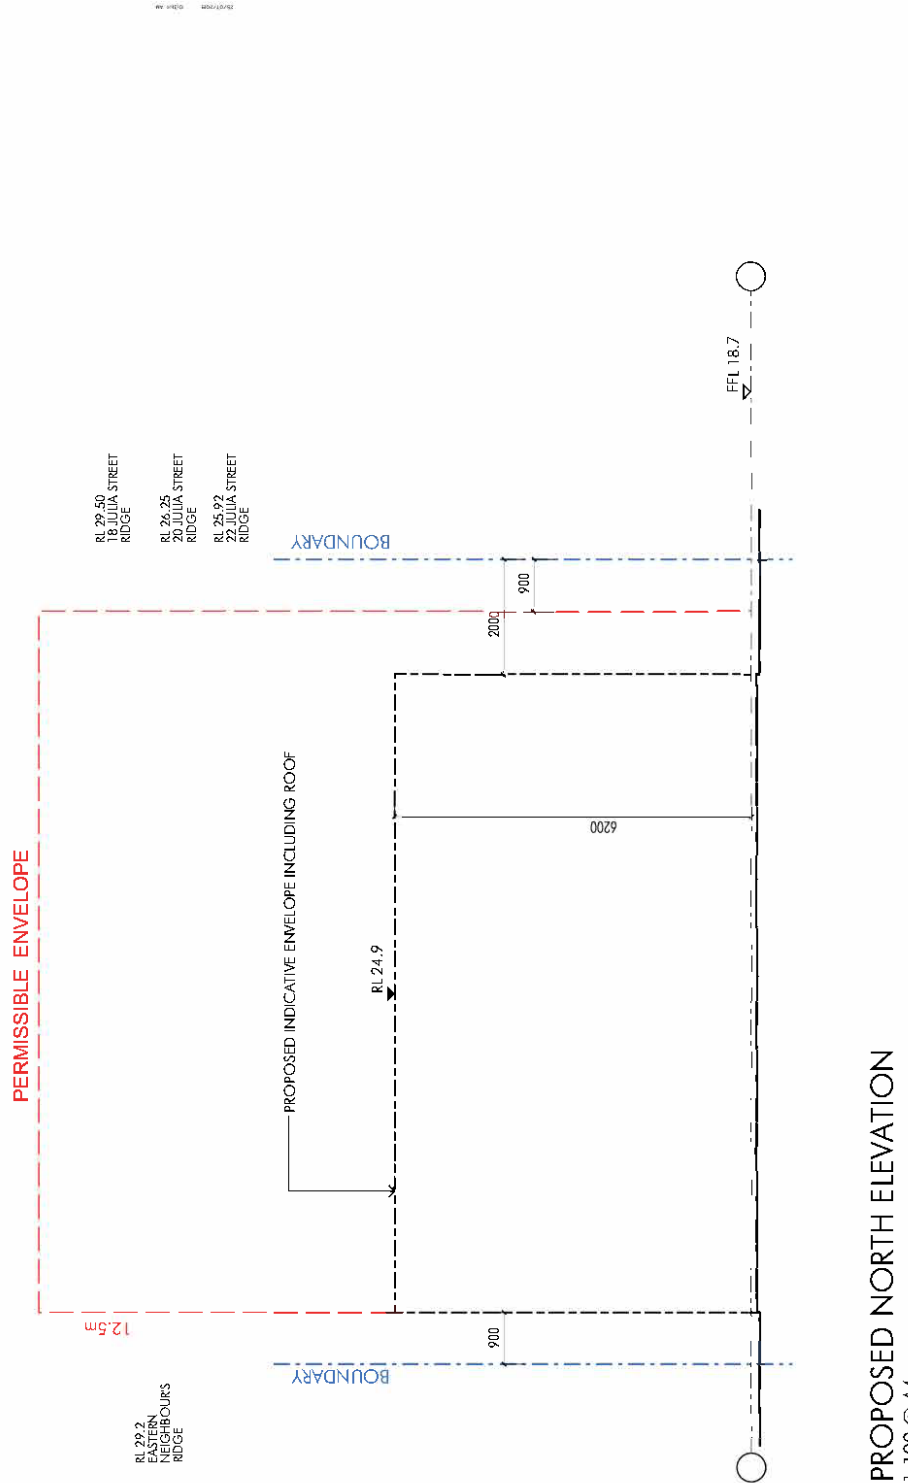 PERMISSIBLE ENVELOPE
12.5m
RL 29.2
EASTERN
NEIGHBOUR'S
RIDGE
RL 29.50
18 JULIA STREET
RIDGE
RL 26.25
20 JULIA STREET
RIDGE
RL 25.92
22 JULIA STREET
RIDGE
BOUNDARY
BOUNDARY
PROPOSED INDICATIVE ENVELOPE INCLUDING ROOF
RL 24.9
900
2000
900
6200
FFL 18.7
PROPOSED NORTH ELEVATION